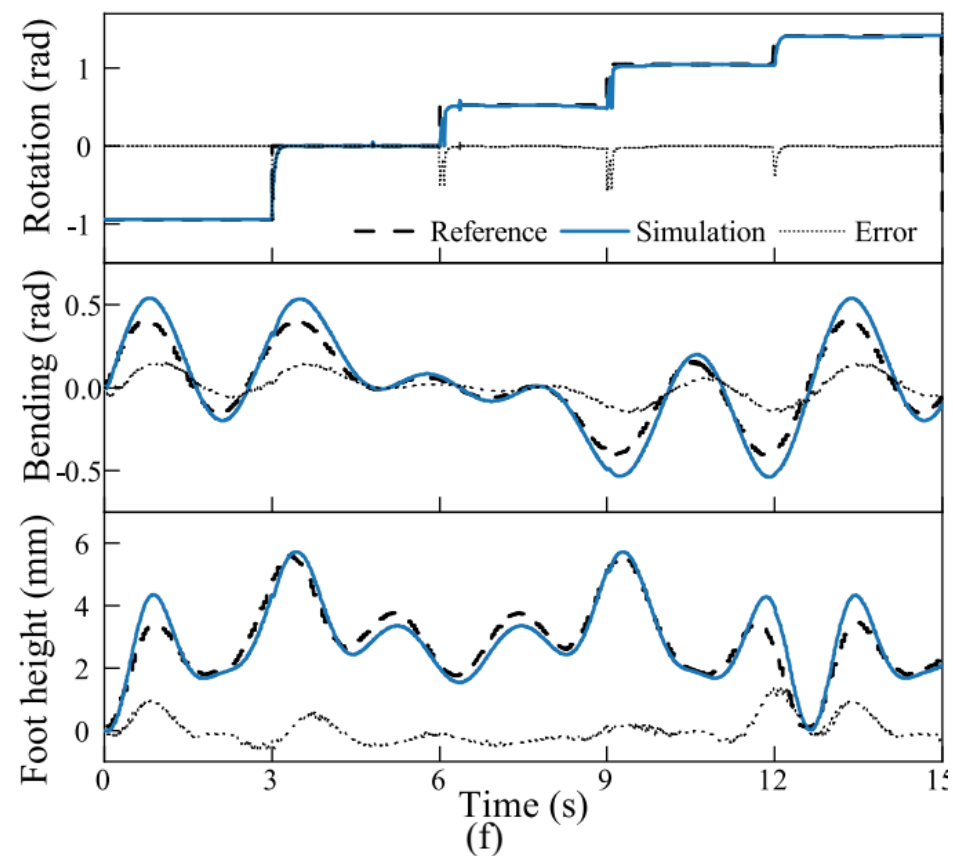 Rotation (rad)
1
0
-1
Reference
Simulation
Error
Bending (rad)
0.5
0.0
-0.5
Foot height (mm)
6
4
2
0
0 3 6 9 12 15
Time (s)
(f)